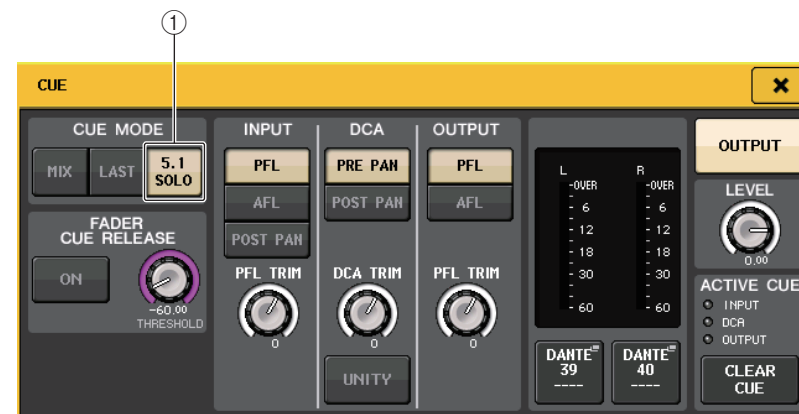 1
CUE
CUE MODE
MIX
LAST
5.1
SOLO
FADER
CUE RELEASE
ON
-60.00
THRESHOLD
INPUT
PFL
AFL
POST PAN
PFL TRIM
0
DCA
PRE PAN
POST PAN
DCA TRIM
0
UNITY
OUTPUT
PFL
AFL
PFL TRIM
0
L R
-OVER -OVER
- 6 - 6
- 12 - 12
- 18 - 18
- 30 - 30
- 60 - 60
DANTE
39
----
DANTE
40
----
OUTPUT
LEVEL
0.00
ACTIVE CUE
INPUT
DCA
OUTPUT
CLEAR
CUE